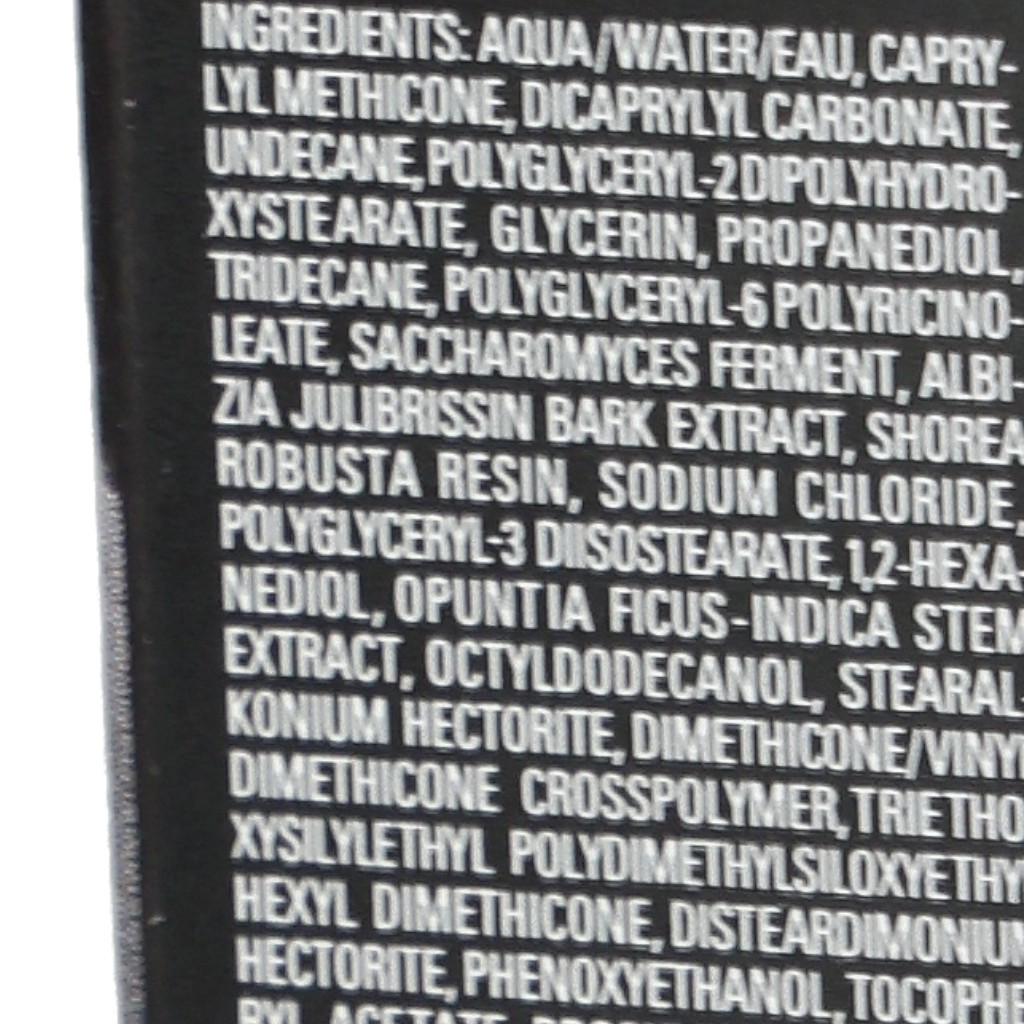 INGREDIENTS: AQUA/WATER/EAU, CAPRY-
LYL METHICONE, DICAPRYLYL CARBONATE,
UNDECANE, POLYGLYCERYL-2 DIPOLYHYDRO-
XYSTEARATE, GLYCERIN, PROPANEDIOL,
TRIDECANE, POLYGLYCERYL-6 POLYRICINO-
LEATE, SACCHAROMYCES FERMENT, ALBI-
ZIA JULIBRISSIN BARK EXTRACT, SHOREA
ROBUSTA RESIN, SODIUM CHLORIDE,
POLYGLYCERYL-3 DIISOSTEARATE, 1,2-HEXA-
NEDIOL, OPUNTIA FICUS-INDICA STEM
EXTRACT, OCTYLDODECANOL, STEARAL-
KONIUM HECTORITE, DIMETHICONE/VINYL
DIMETHICONE CROSSPOLYMER, TRIETHO
XYSILYLETHYL POLYDIMETHYLSILOXYETHY
HEXYL DIMETHICONE, DISTEARDIMONIUM
HECTORITE, PHENOXYETHANOL, TOCOPHE
RYL ACETATE,